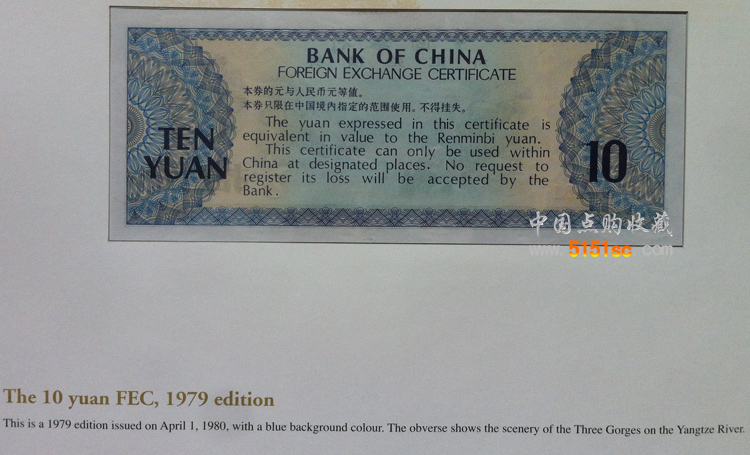 BANK OF CHINA
FOREIGN EXCHANGE CERTIFICATE
本券的元与人民币元等值。
本券只限在中国境内指定的范围使用。不得挂失。
TEN
YUAN
The yuan expressed in this certificate is
equivalent in value to the Renminbi yuan.
This certificate can only be used within
China at designated places. No request to
register its loss will be accepted by the
Bank.
10
中国点购收藏
www.5151sc.com
The 10 yuan FEC, 1979 edition
This is a 1979 edition issued on April 1, 1980, with a blue background colour. The obverse shows the scenery of the Three Gorges on the Yangtze River.